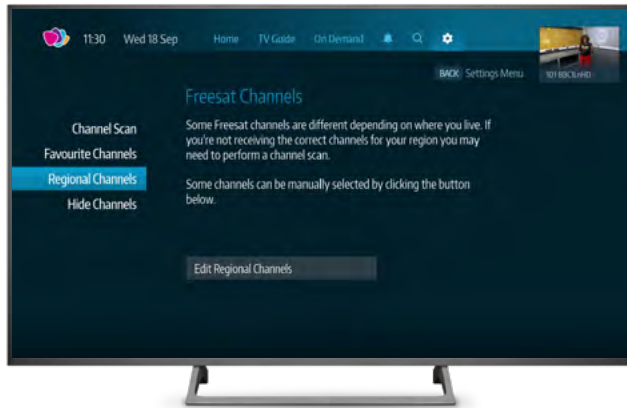 11:30 Wed 18 Sep Home TV Guide On Demand
BACK Settings Menu
Freesat Channels
Channel Scan
Favourite Channels
Regional Channels
Hide Channels
Some Freesat channels are different depending on where you live. If
you're not receiving the correct channels for your region you may
need to perform a channel scan.
Some channels can be manually selected by clicking the button
below.
Edit Regional Channels